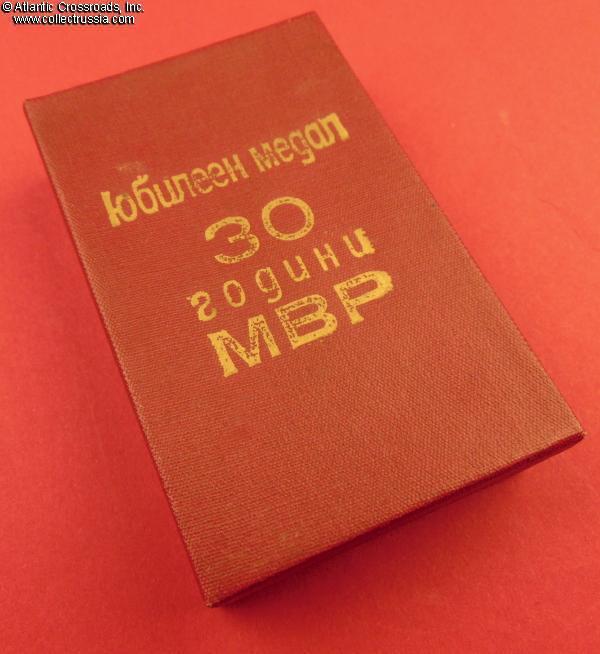 © Atlantic Crossroads, Inc.
www.collectrussia.com
Юбилеен медал
30
години
МВР